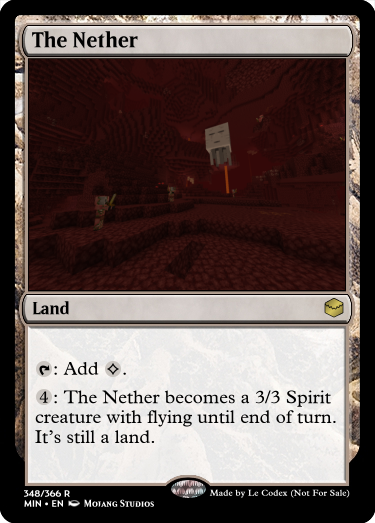 The Nether
Land
: Add .
4: The Nether becomes a 3/3 Spirit
creature with flying until end of turn.
It's still a land.
348/366 R
MIN • EN Mojang Studios
Made by Le Codex (Not For Sale)